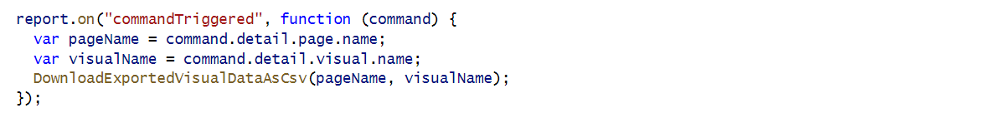 report.on("commandTriggered", function (command) {
  var pageName = command.detail.page.name;
  var visualName = command.detail.visual.name;
  DownloadExportedVisualDataAsCsv(pageName, visualName);
});